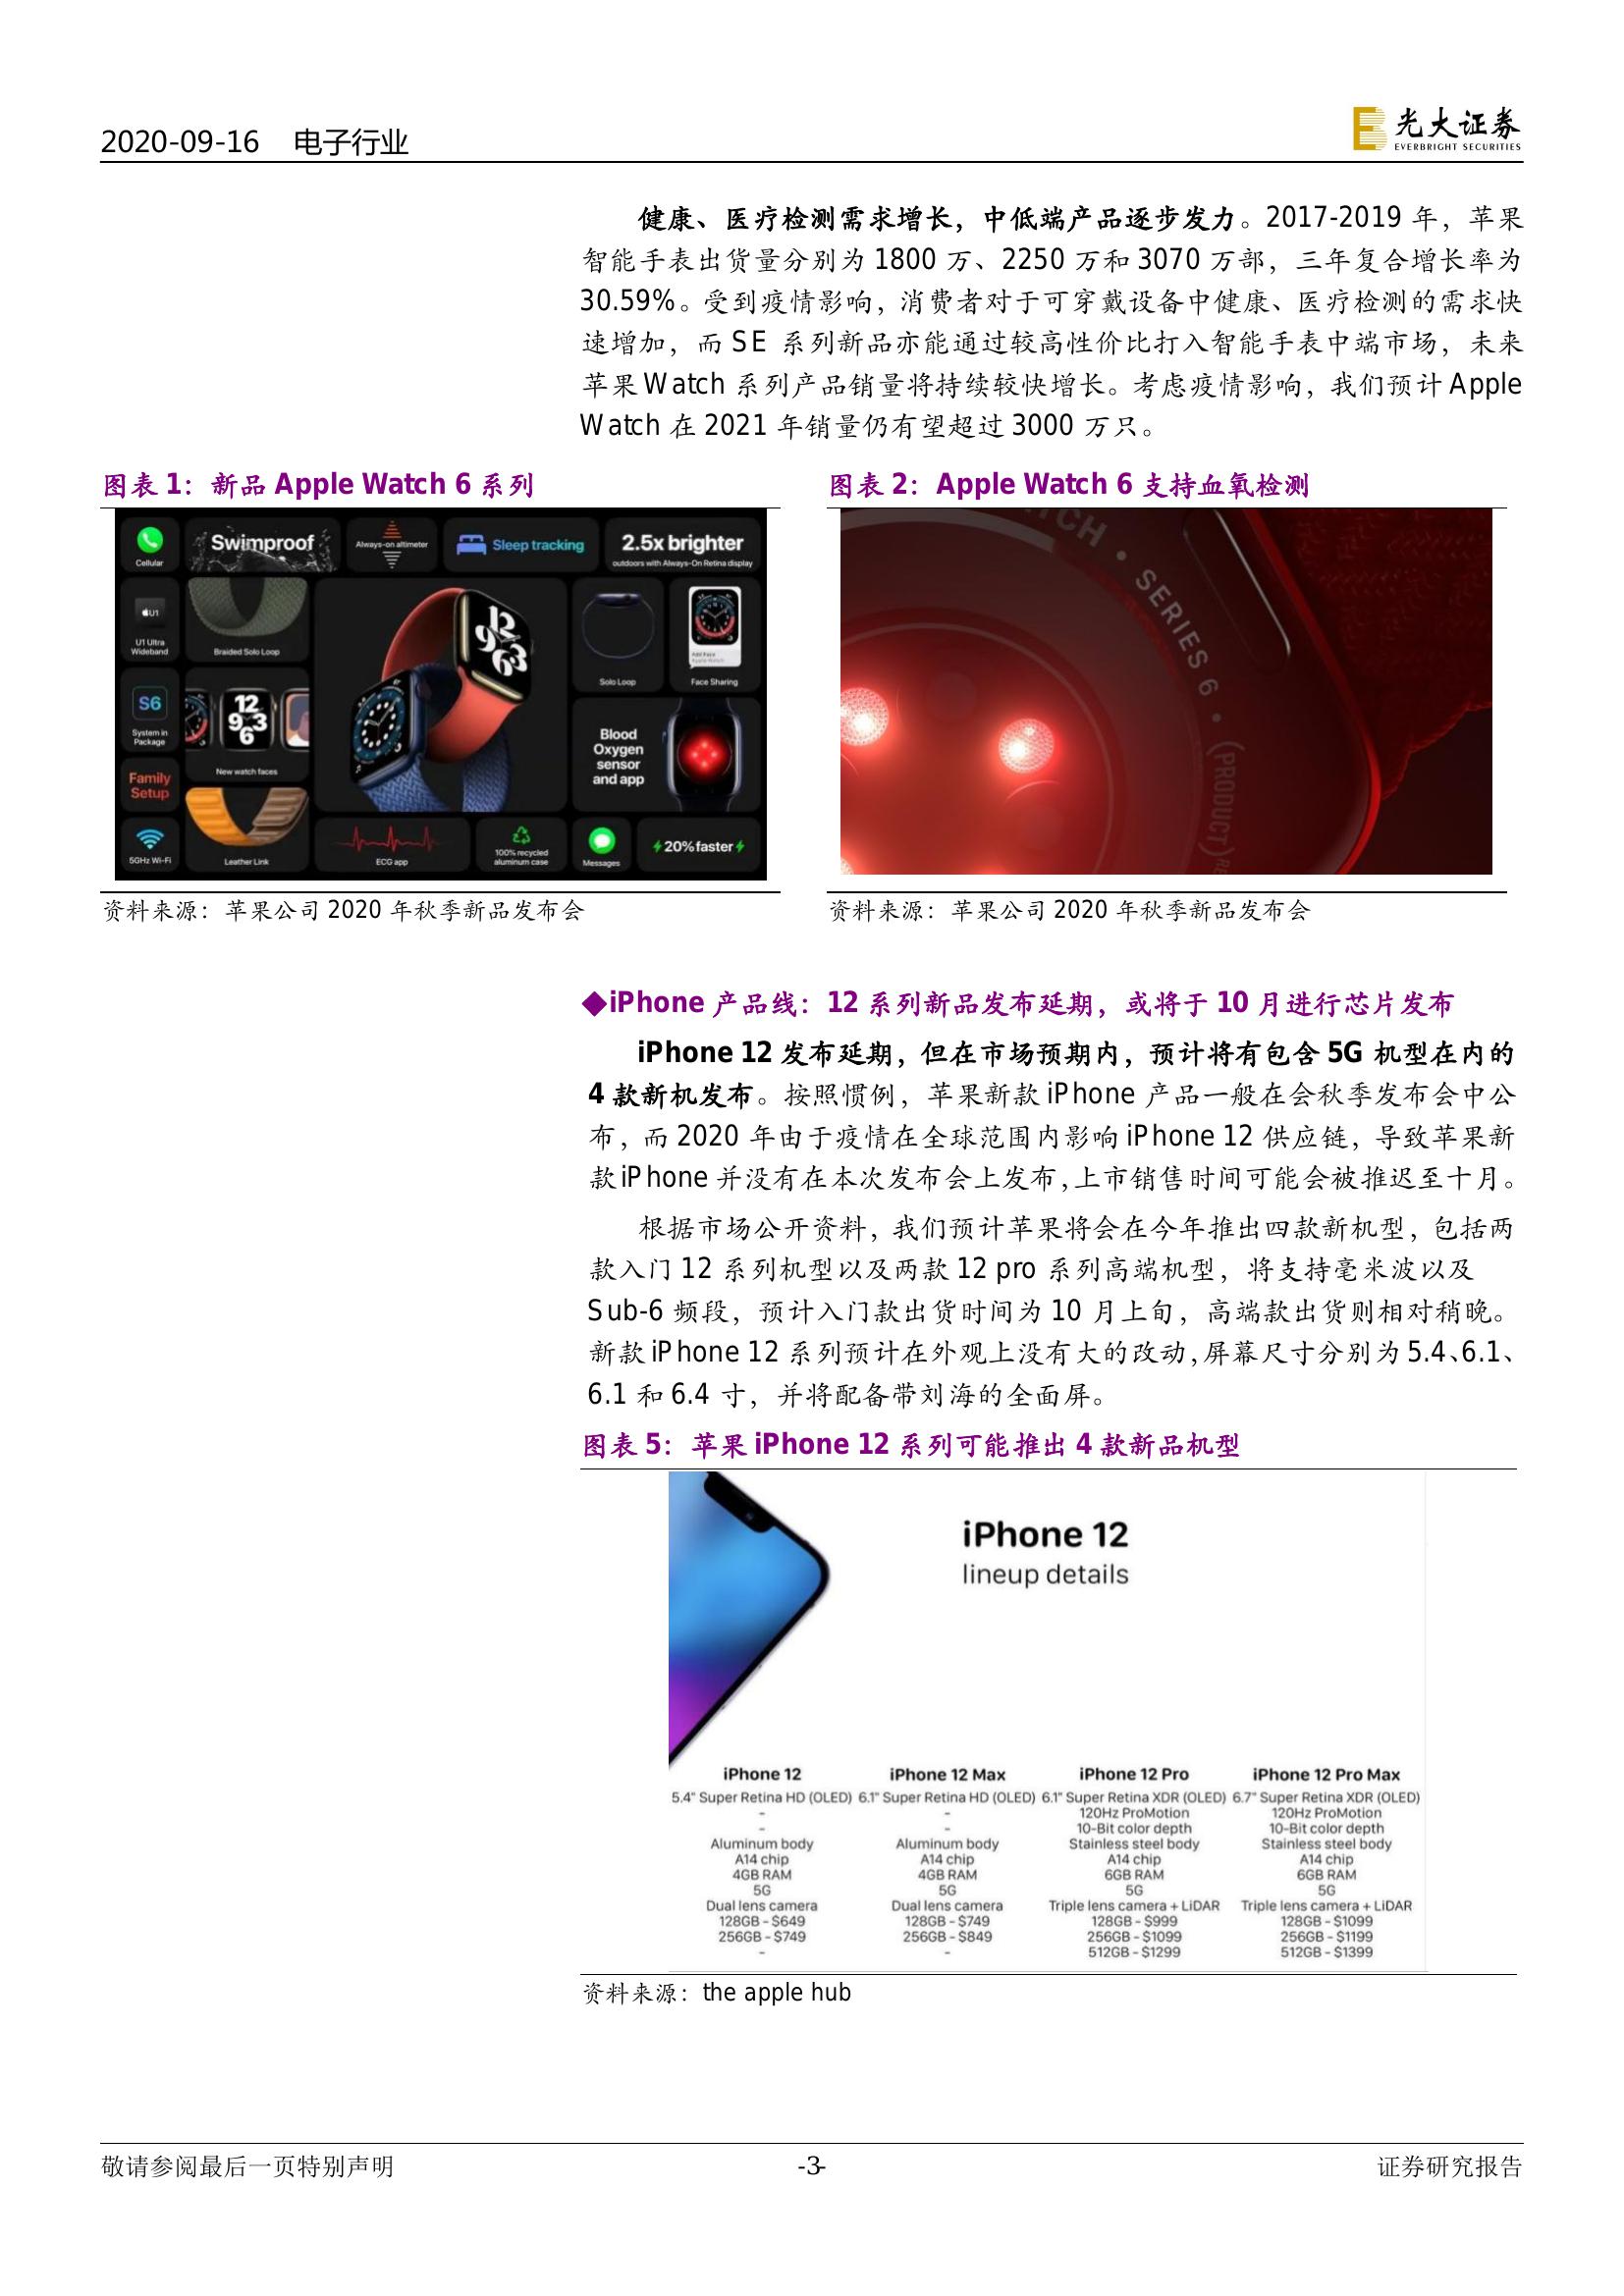 2020-09-16 电子行业
光大证券
EVERBRIGHT SECURITIES
健康、医疗检测需求增长，中低端产品逐步发力。2017-2019 年，苹果
智能手表出货量分别为 1800 万、2250 万和 3070 万部，三年复合增长率为
30.59%。受到疫情影响，消费者对于可穿戴设备中健康、医疗检测的需求快
速增加，而 SE 系列新品亦能通过较高性价比打入智能手表中端市场，未来
苹果 Watch 系列产品销量将持续较快增长。考虑疫情影响，我们预计 Apple
Watch 在 2021 年销量仍有望超过 3000 万只。
图表 1：新品 Apple Watch 6 系列
Cellular
Swimproof
Always-on altimeter
Sleep tracking
2.5x brighter
outdoors with Always-On Retina display
U1
U1 Ultra
Wideband
Braided Solo Loop
Solo Loop
Face Sharing
S6
System in
Package
New watch faces
Blood
Oxygen
sensor
and app
Family
Setup
5GHz Wi-Fi
Leather Link
ECG app
100% recycled
aluminum case
Messages
20% faster
资料来源：苹果公司 2020 年秋季新品发布会
图表 2：Apple Watch 6 支持血氧检测
TCH • SERIES 6 • (PRODUCT)
资料来源：苹果公司 2020 年秋季新品发布会
◆iPhone 产品线：12 系列新品发布延期，或将于 10 月进行芯片发布
iPhone 12 发布延期，但在市场预期内，预计将有包含 5G 机型在内的
4 款新机发布。按照惯例，苹果新款 iPhone 产品一般在会秋季发布会中公
布，而 2020 年由于疫情在全球范围内影响 iPhone 12 供应链，导致苹果新
款 iPhone 并没有在本次发布会上发布，上市销售时间可能会被推迟至十月。
根据市场公开资料，我们预计苹果将会在今年推出四款新机型，包括两
款入门 12 系列机型以及两款 12 pro 系列高端机型，将支持毫米波以及
Sub-6 频段，预计入门款出货时间为 10 月上旬，高端款出货则相对稍晚。
新款 iPhone 12 系列预计在外观上没有大的改动，屏幕尺寸分别为 5.4、6.1、
6.1 和 6.4 寸，并将配备带刘海的全面屏。
图表 5：苹果 iPhone 12 系列可能推出 4 款新品机型
iPhone 12
lineup details
iPhone 12 iPhone 12 Max iPhone 12 Pro iPhone 12 Pro Max
5.4" Super Retina HD (OLED) 6.1" Super Retina HD (OLED) 6.1" Super Retina XDR (OLED) 6.7" Super Retina XDR (OLED)
- - 120Hz ProMotion 120Hz ProMotion
- - 10-Bit color depth 10-Bit color depth
Aluminum body Aluminum body Stainless steel body Stainless steel body
A14 chip A14 chip A14 chip A14 chip
4GB RAM 4GB RAM 6GB RAM 6GB RAM
5G 5G 5G 5G
Dual lens camera Dual lens camera Triple lens camera + LiDAR Triple lens camera + LiDAR
128GB - $649 128GB - $749 128GB - $999 128GB - $1099
256GB - $749 256GB - $849 256GB - $1099 256GB - $1199
- - 512GB - $1299 512GB - $1399
资料来源：the apple hub
敬请参阅最后一页特别声明 -3- 证券研究报告